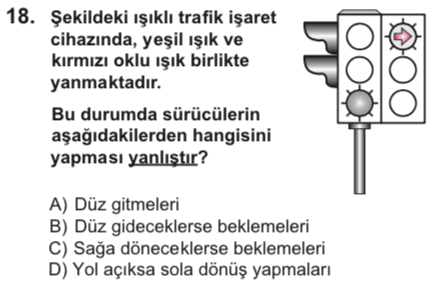 18. Şekildeki ışıklı trafik işaret
cihazında, yeşil ışık ve
kırmızı oklu ışık birlikte
yanmaktadır.
Bu durumda sürücülerin
aşağıdakilerden hangisini
yapması yanlıştır?
A) Düz gitmeleri
B) Düz gideceklerse beklemeleri
C) Sağa döneceklerse beklemeleri
D) Yol açıksa sola dönüş yapmaları